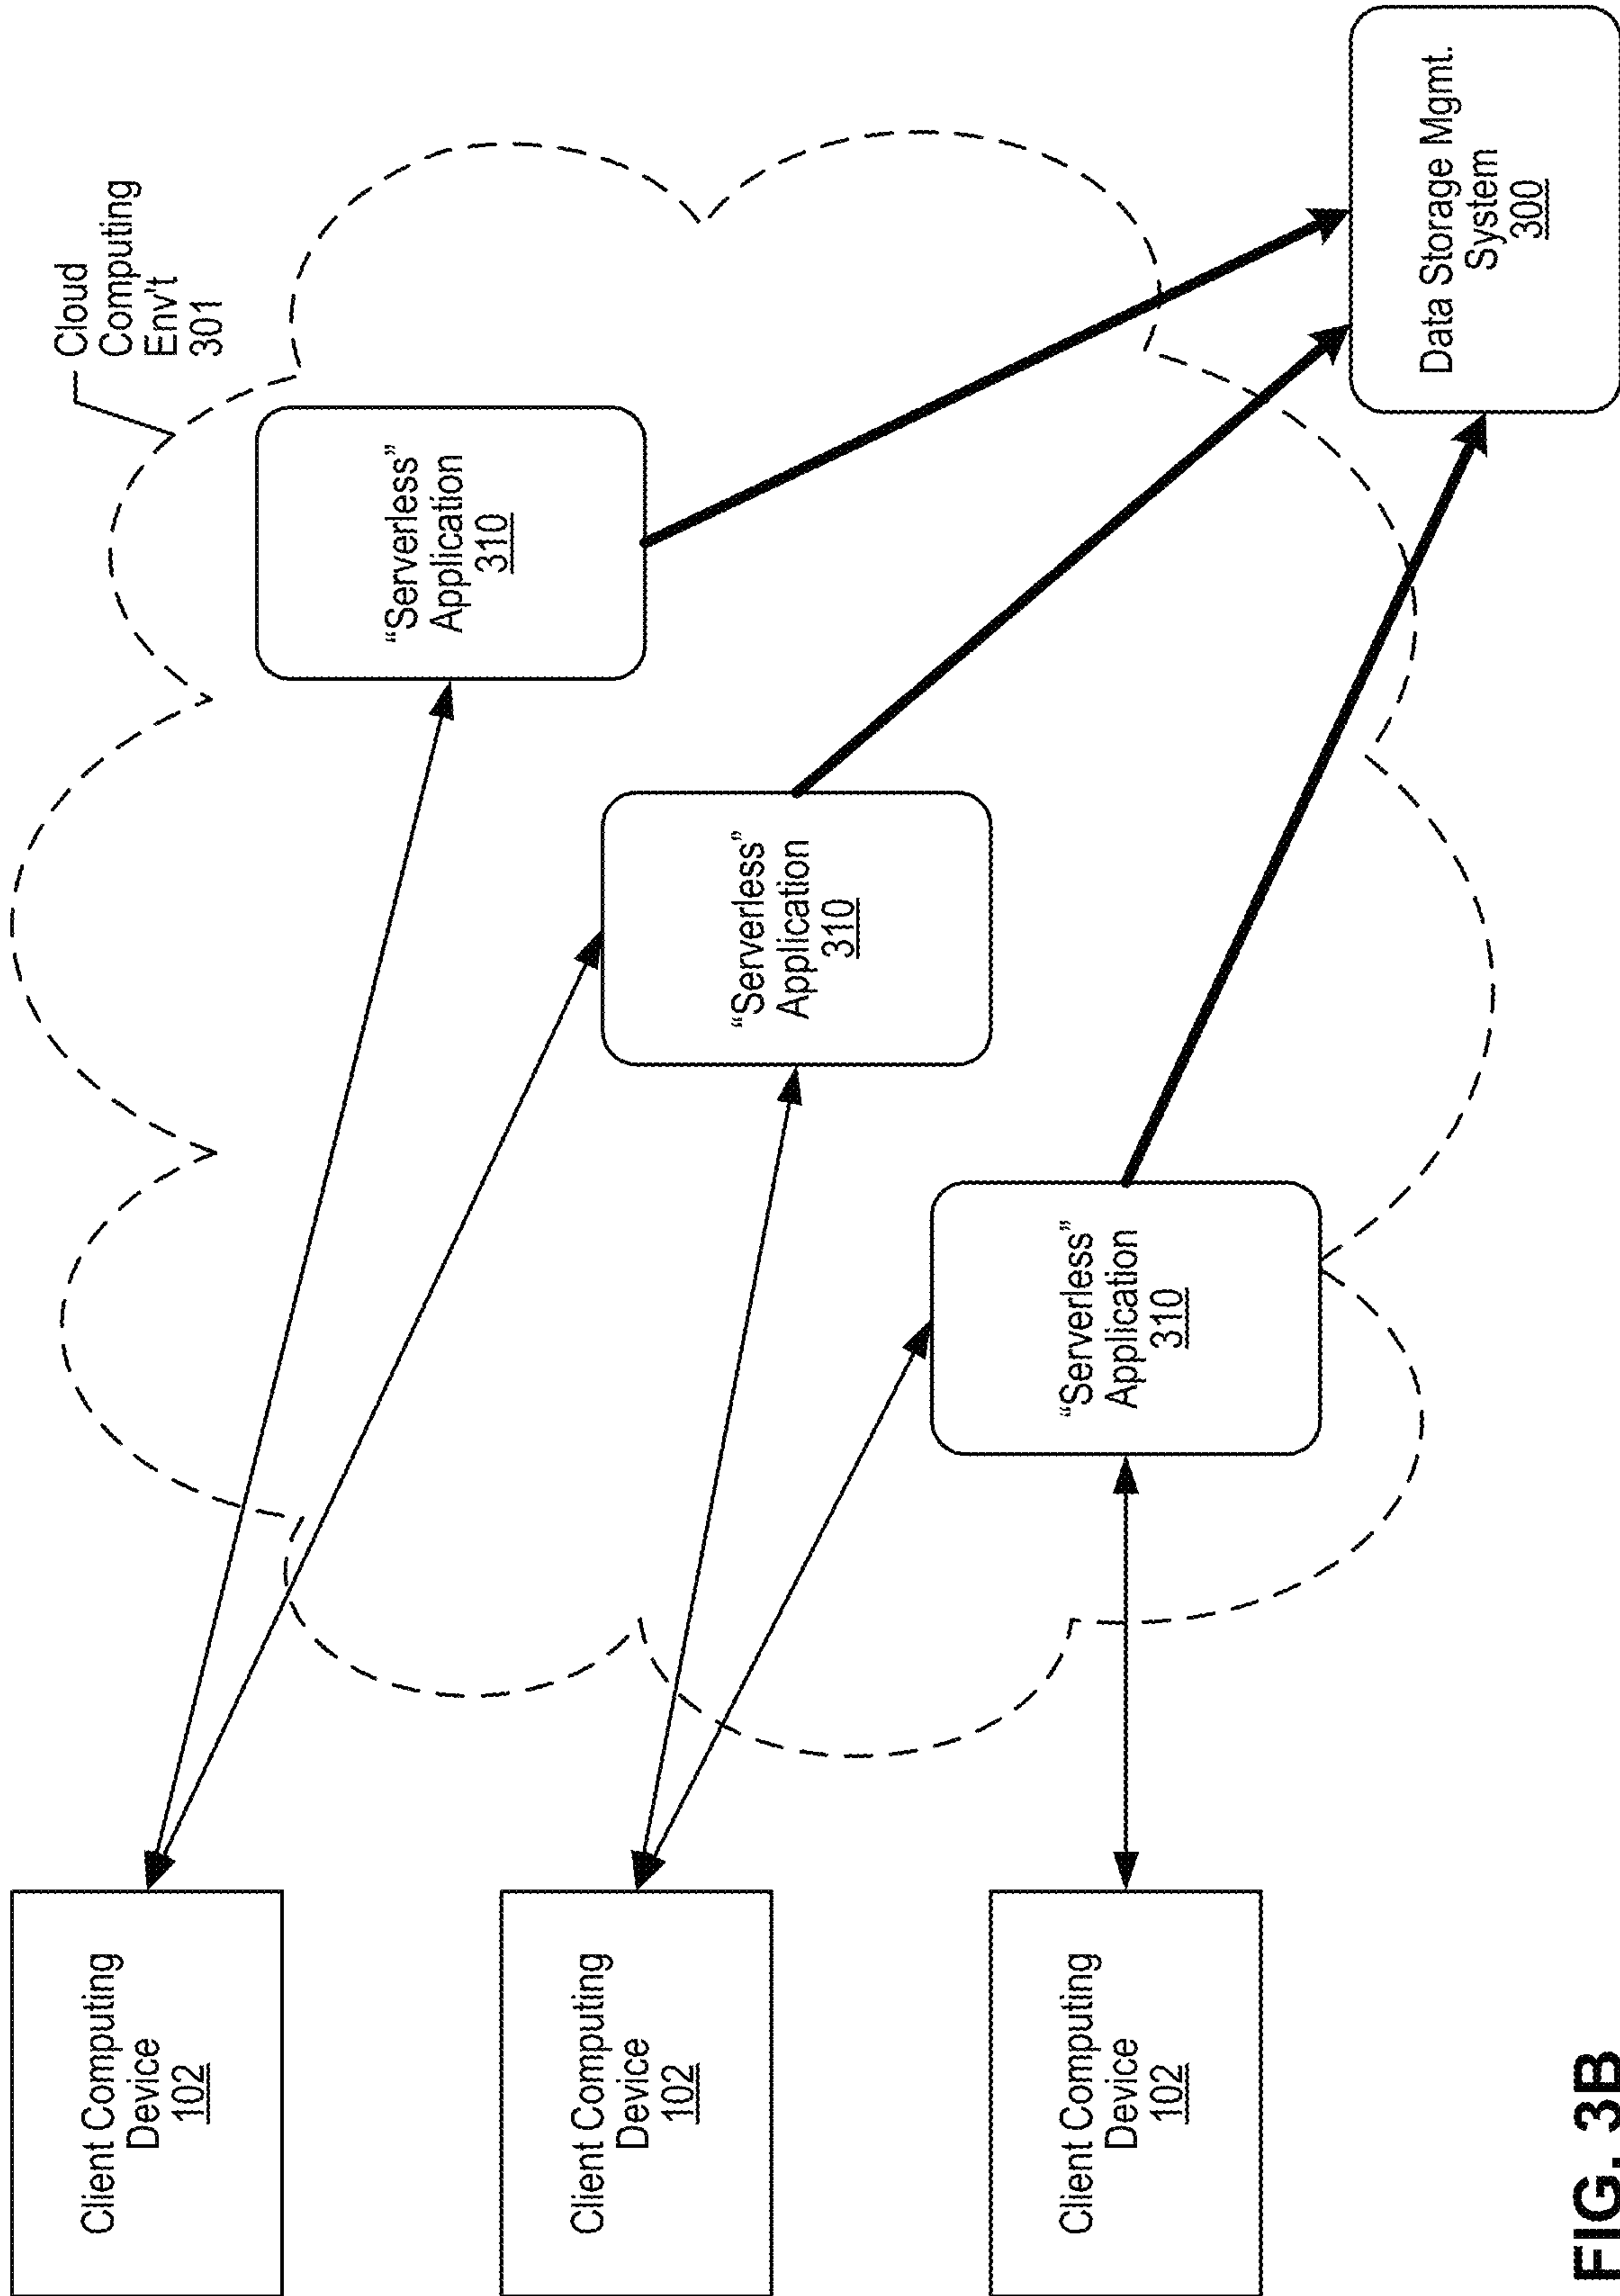 Cloud
Computing
Env't
301
"Serverless"
Application
310
"Serverless"
Application
310
"Serverless"
Application
310
Client Computing
Device
102
Client Computing
Device
102
Client Computing
Device
102
Data Storage Mgmt.
System
300
FIG. 3B